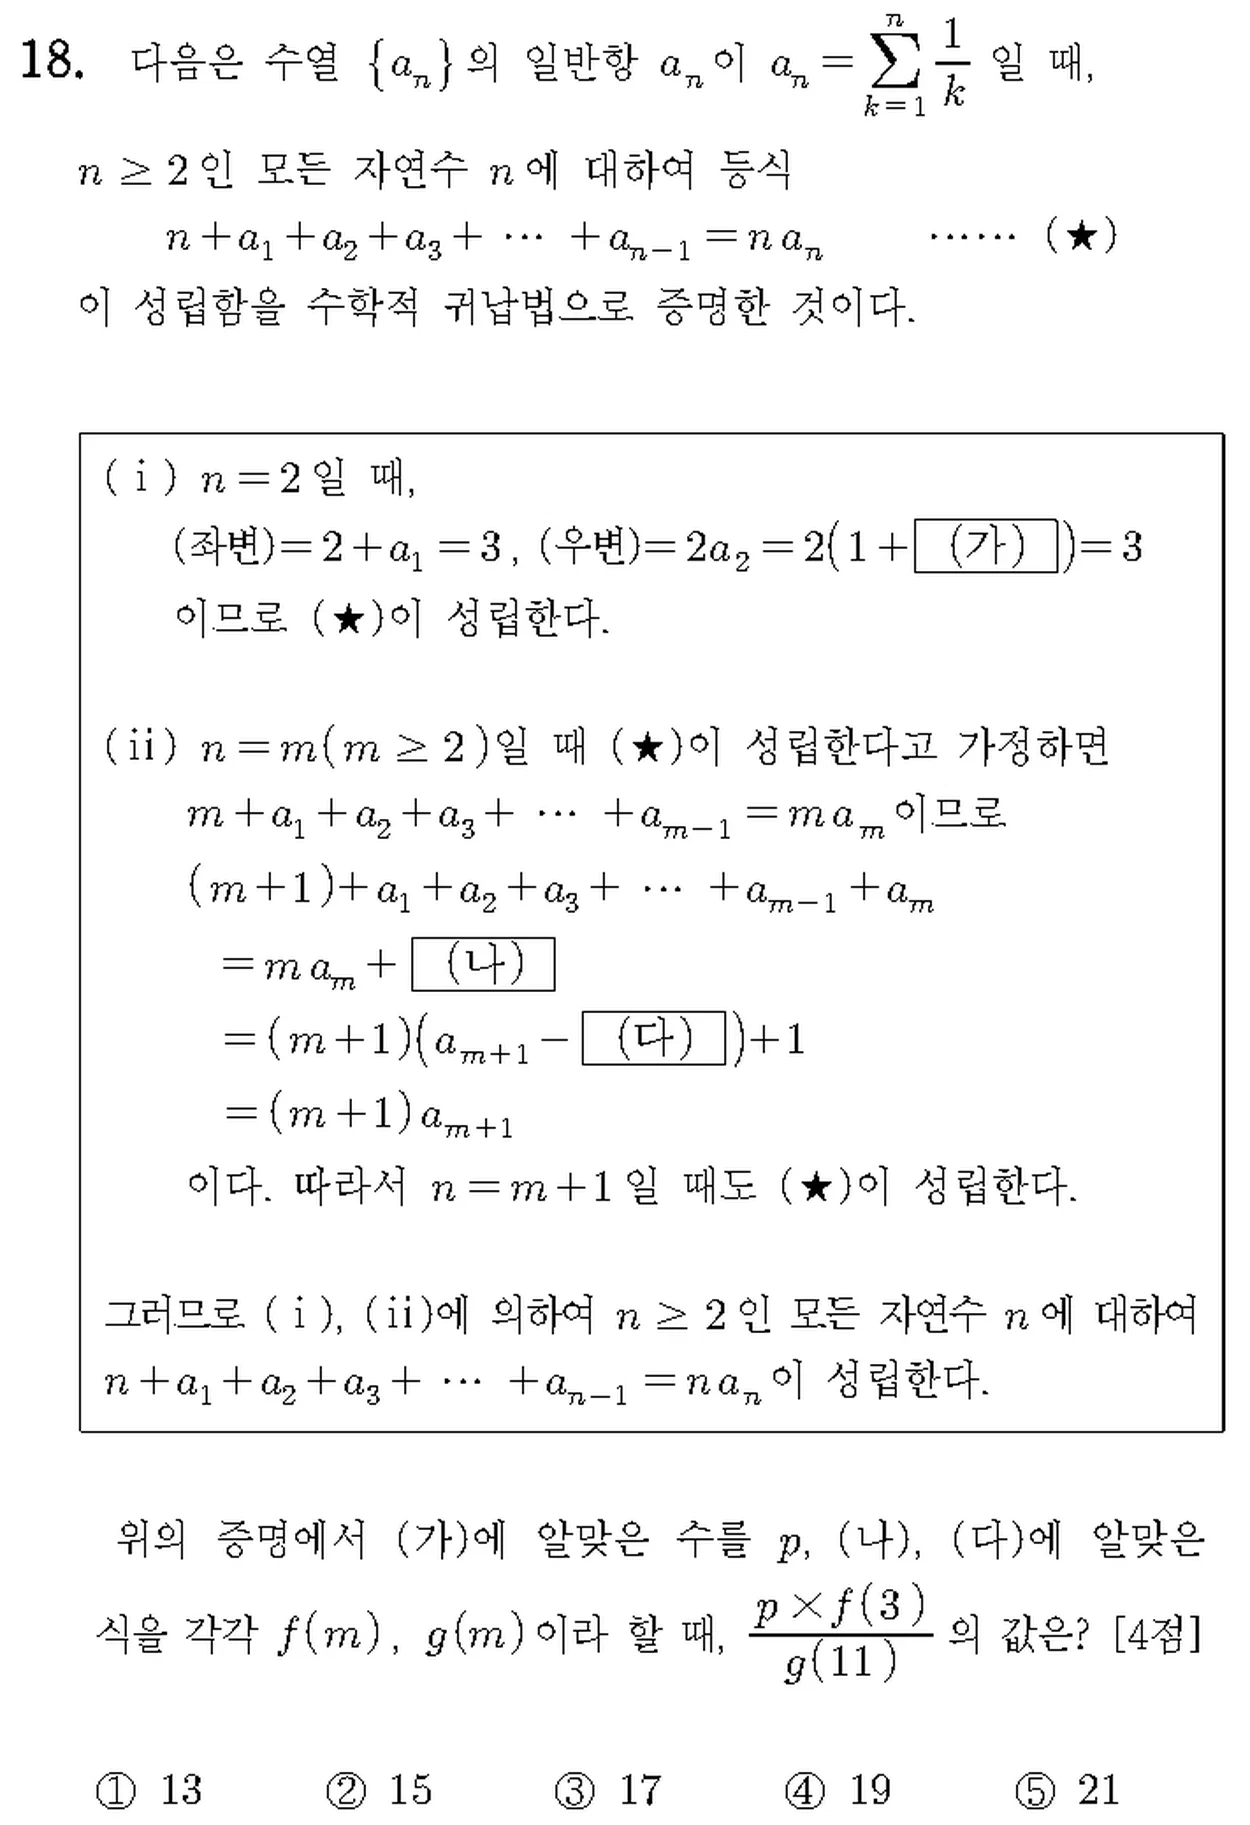 18. 다음은 수열 {aₙ}의 일반항 aₙ이 aₙ = ∑_{k=1}^{n} 1/k 일 때,
n ≥ 2인 모든 자연수 n에 대하여 등식
n+a₁+a₂+a₃+ ⋯ +aₙ₋₁ = n aₙ ⋯⋯ (★)
이 성립함을 수학적 귀납법으로 증명한 것이다.
(ⅰ) n=2일 때,
(좌변)=2+a₁=3, (우변)=2a₂=2(1+ (가) )=3
이므로 (★)이 성립한다.
(ⅱ) n=m(m ≥ 2)일 때 (★)이 성립한다고 가정하면
m+a₁+a₂+a₃+ ⋯ +a_{m-1} = m a_m 이므로
(m+1)+a₁+a₂+a₃+ ⋯ +a_{m-1}+a_m
= m a_m + (나)
=(m+1)(a_{m+1} − (다) )+1
=(m+1)a_{m+1}
이다. 따라서 n=m+1일 때도 (★)이 성립한다.
그러므로 (ⅰ), (ⅱ)에 의하여 n ≥ 2인 모든 자연수 n에 대하여
n+a₁+a₂+a₃+ ⋯ +aₙ₋₁ = n aₙ이 성립한다.
위의 증명에서 (가)에 알맞은 수를 p, (나), (다)에 알맞은
식을 각각 f(m), g(m)이라 할 때, p×f(3)/g(11) 의 값은? [4점]
① 13 ② 15 ③ 17 ④ 19 ⑤ 21